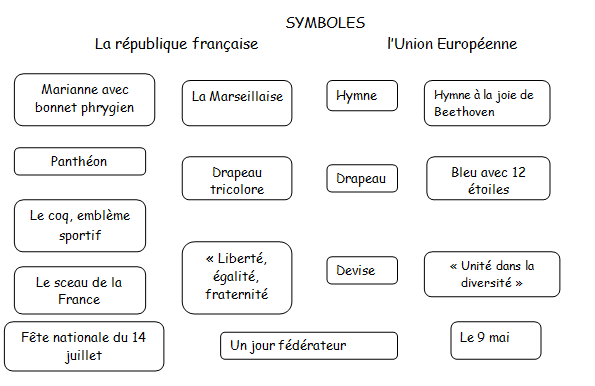 SYMBOLES
La république française
l'Union Européenne
Marianne avec
bonnet phrygien
La Marseillaise
Hymne
Hymne à la joie de
Beethoven
Panthéon
Drapeau
tricolore
Drapeau
Bleu avec 12
étoiles
Le coq, emblème
sportif
« Liberté,
égalité,
fraternité
Devise
« Unité dans la
diversité »
Le sceau de la
France
Fête nationale du 14
juillet
Un jour fédérateur
Le 9 mai